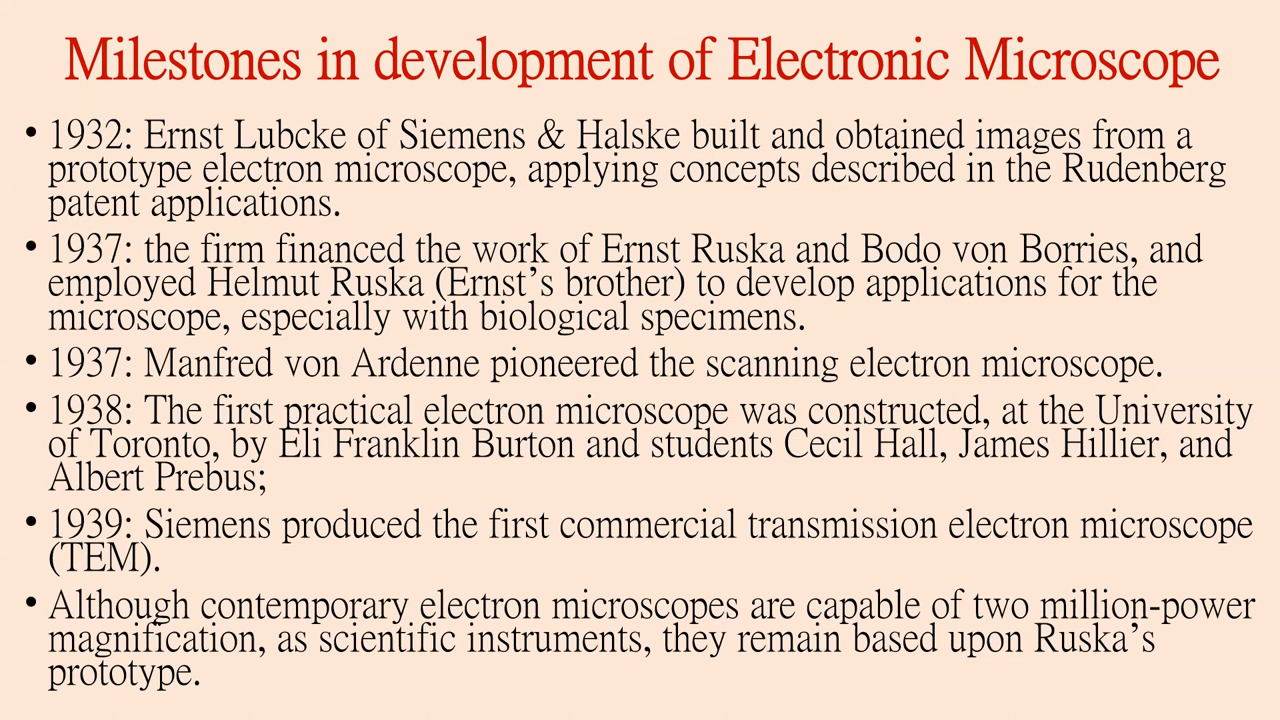 Milestones in development of Electronic Microscope
• 1932: Ernst Lubcke of Siemens & Halske built and obtained images from a
prototype electron microscope, applying concepts described in the Rudenberg
patent applications.
• 1937: the firm financed the work of Ernst Ruska and Bodo von Borries, and
employed Helmut Ruska (Ernst’s brother) to develop applications for the
microscope, especially with biological specimens.
• 1937: Manfred von Ardenne pioneered the scanning electron microscope.
• 1938: The first practical electron microscope was constructed, at the University
of Toronto, by Eli Franklin Burton and students Cecil Hall, James Hillier, and
Albert Prebus;
• 1939: Siemens produced the first commercial transmission electron microscope
(TEM).
• Although contemporary electron microscopes are capable of two million-power
magnification, as scientific instruments, they remain based upon Ruska’s
prototype.